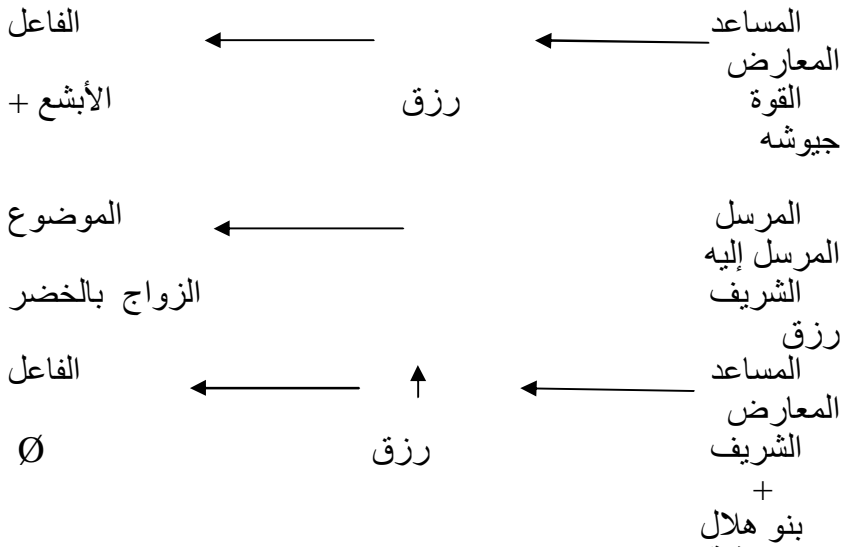 المساعد الفاعل
المعارض
القوة رزق الأبشع +
جيوشه
المرسل الموضوع
المرسل إليه
الشريف الزواج بالخضر
رزق
المساعد الفاعل
المعارض
الشريف رزق Ø
+
بنو هلال